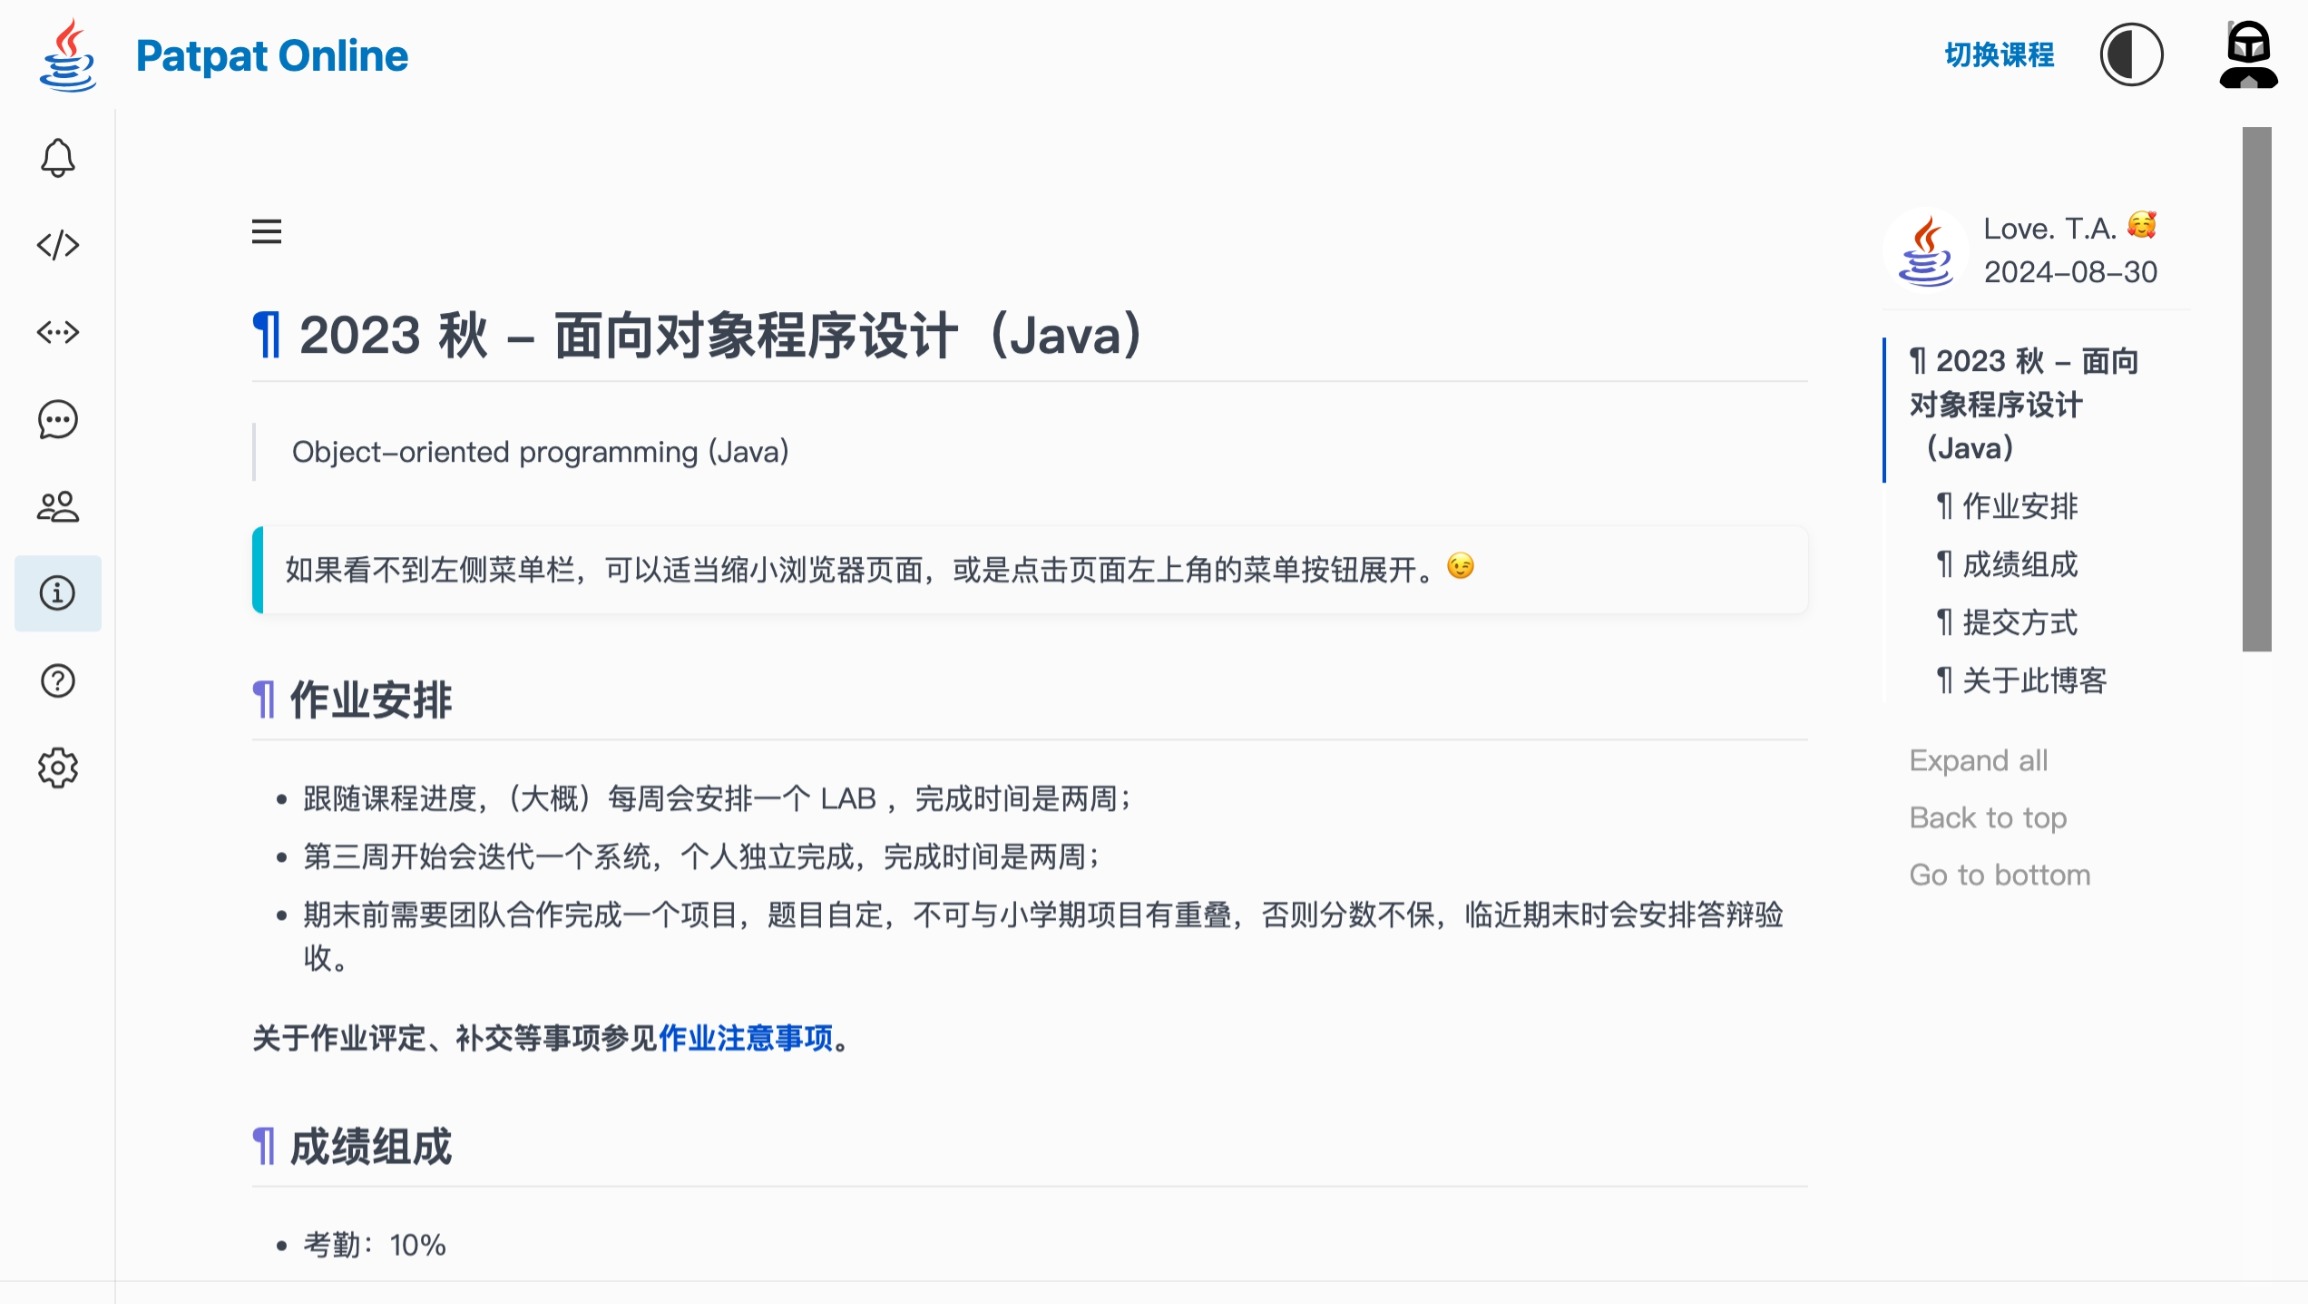 Patpat Online
切换课程
Love. T.A. 🥰
2024-08-30
¶ 2023 秋 - 面向对象程序设计（Java）
Object-oriented programming (Java)
如果看不到左侧菜单栏，可以适当缩小浏览器页面，或是点击页面左上角的菜单按钮展开。😉
¶ 作业安排
• 跟随课程进度，（大概）每周会安排一个 LAB ，完成时间是两周；
• 第三周开始会迭代一个系统，个人独立完成，完成时间是两周；
• 期末前需要团队合作完成一个项目，题目自定，不可与小学期项目有重叠，否则分数不保，临近期末时会安排答辩验
收。
关于作业评定、补交等事项参见作业注意事项。
¶ 成绩组成
• 考勤：10%
¶ 2023 秋 - 面向
对象程序设计
（Java）
¶ 作业安排
¶ 成绩组成
¶ 提交方式
¶ 关于此博客
Expand all
Back to top
Go to bottom